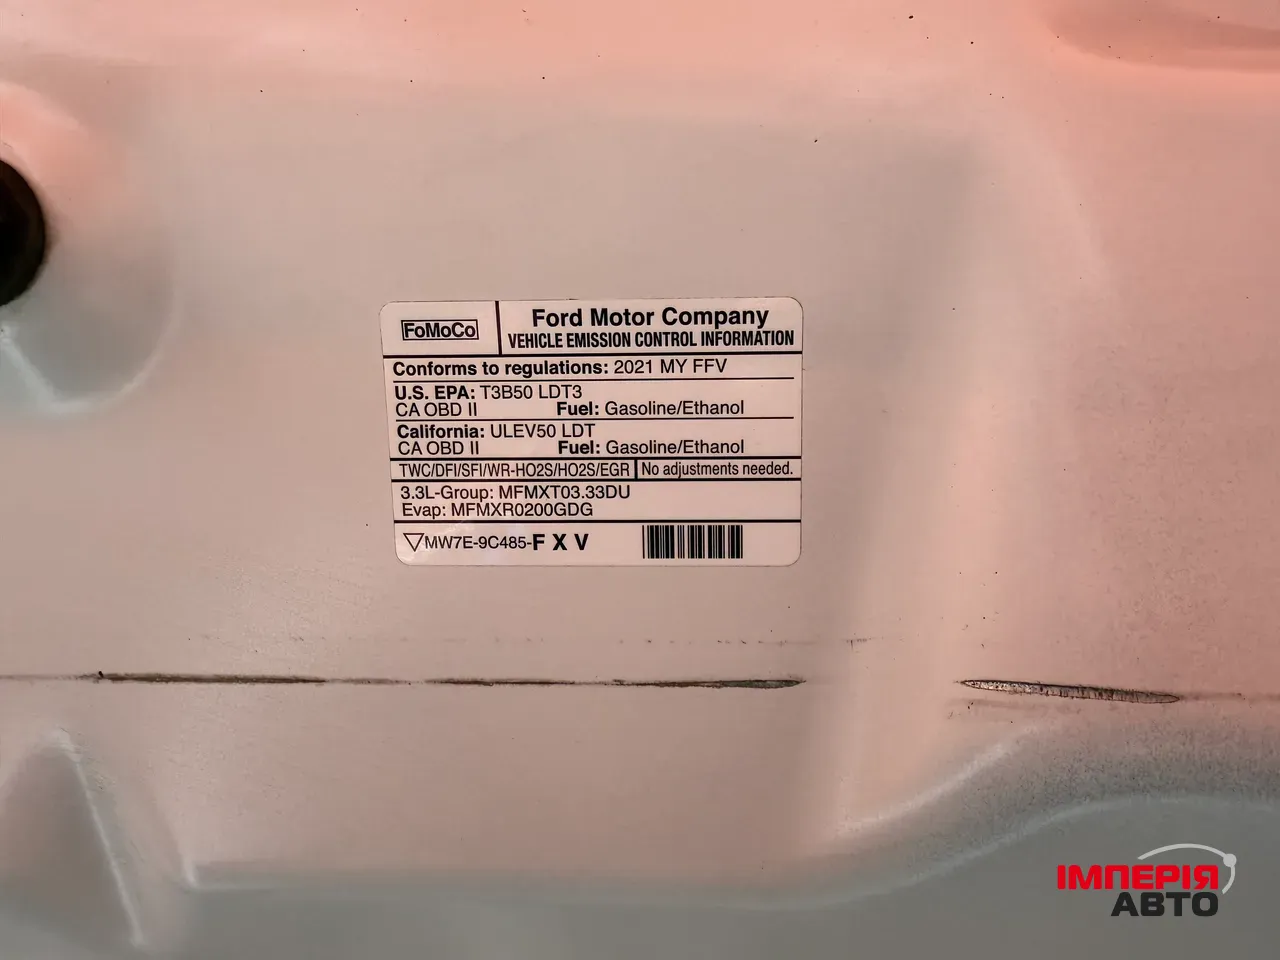 FoMoCo
Ford Motor Company
VEHICLE EMISSION CONTROL INFORMATION
Conforms to regulations: 2021 MY FFV
U.S. EPA: T3B50 LDT3
CA OBD II Fuel: Gasoline/Ethanol
California: ULEV50 LDT
CA OBD II Fuel: Gasoline/Ethanol
TWC/DFI/SFI/WR-HO2S/HO2S/EGR No adjustments needed.
3.3L-Group: MFMXT03.33DU
Evap: MFMXR0200GDG
MW7E-9C485-F X V
ІМПЕРІЯ
АВТО